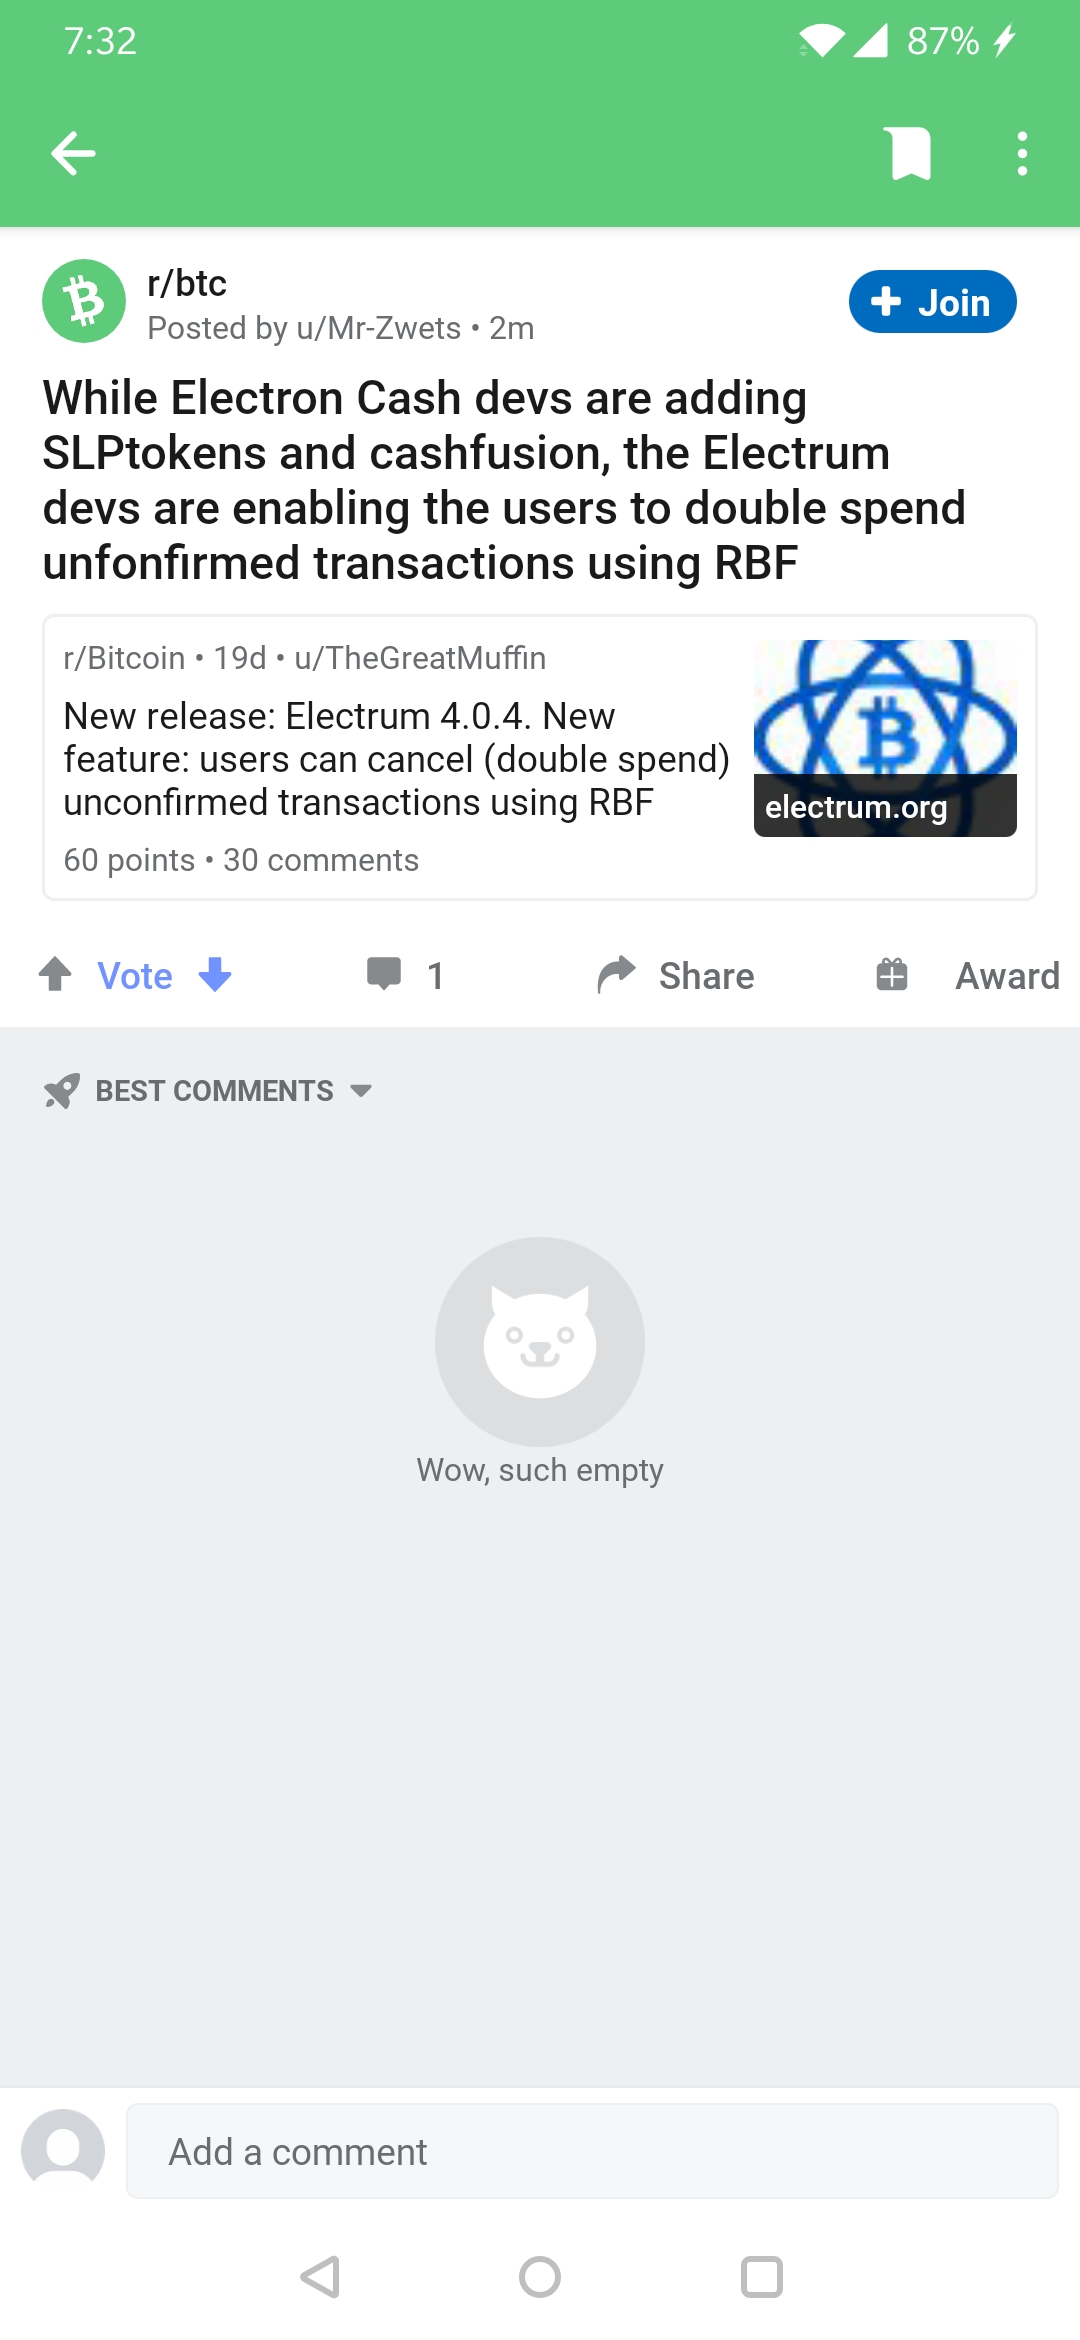 7:32
87%
r/btc
Posted by u/Mr-Zwets • 2m
Join
While Electron Cash devs are adding
SLPtokens and cashfusion, the Electrum
devs are enabling the users to double spend
unfonfirmed transactions using RBF
r/Bitcoin • 19d • u/TheGreatMuffin
New release: Electrum 4.0.4. New
feature: users can cancel (double spend)
unconfirmed transactions using RBF
electrum.org
60 points • 30 comments
Vote
1
Share
Award
BEST COMMENTS
Wow, such empty
Add a comment